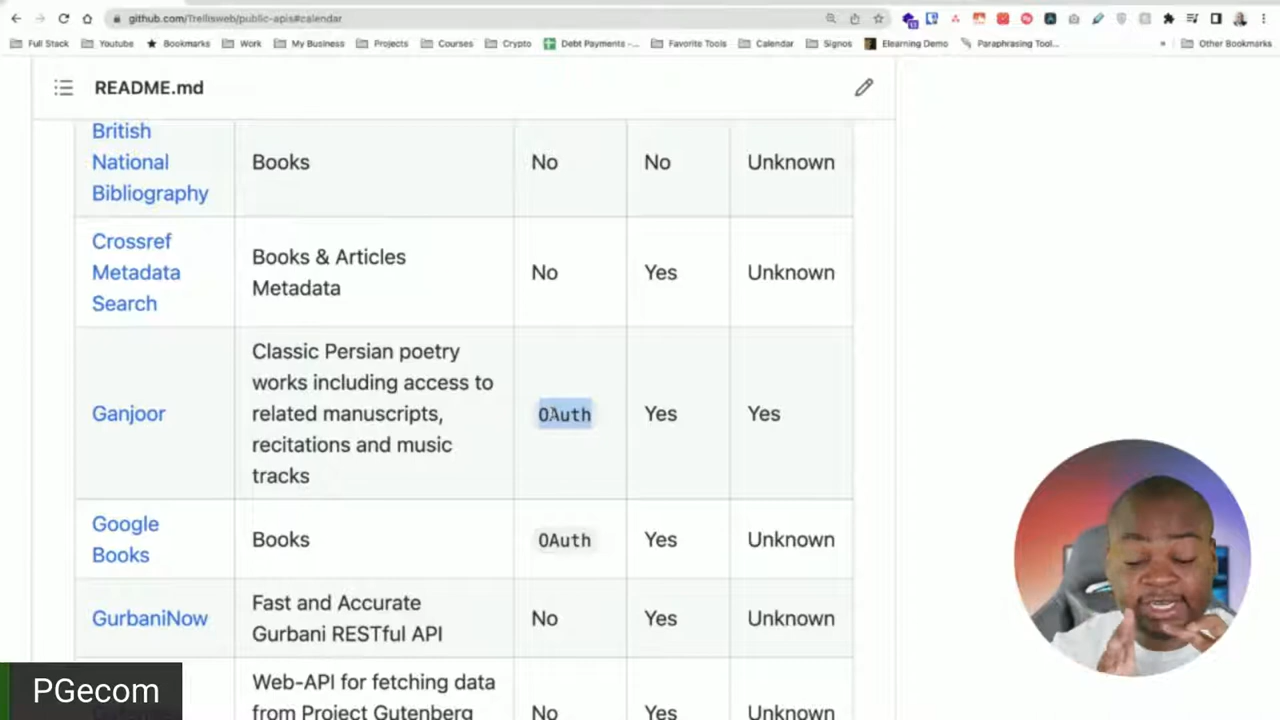 github.com/Trellisweb/public-apis#calendar
Full Stack
Youtube
Bookmarks
Work
My Business
Projects
Courses
Crypto
Debt Payments -...
Favorite Tools
Calendar
Signos
Elearning Demo
Paraphrasing Tool...
»
Other Bookmarks
README.md
British
National
Bibliography
Books
No
No
Unknown
Crossref
Metadata
Search
Books & Articles
Metadata
No
Yes
Unknown
Ganjoor
Classic Persian poetry
works including access to
related manuscripts,
recitations and music
tracks
OAuth
Yes
Yes
Google
Books
Books
OAuth
Yes
Unknown
GurbaniNow
Fast and Accurate
Gurbani RESTful API
No
Yes
Unknown
Web-API for fetching data
from Project Gutenberg
No
Yes
Unknown
PGecom